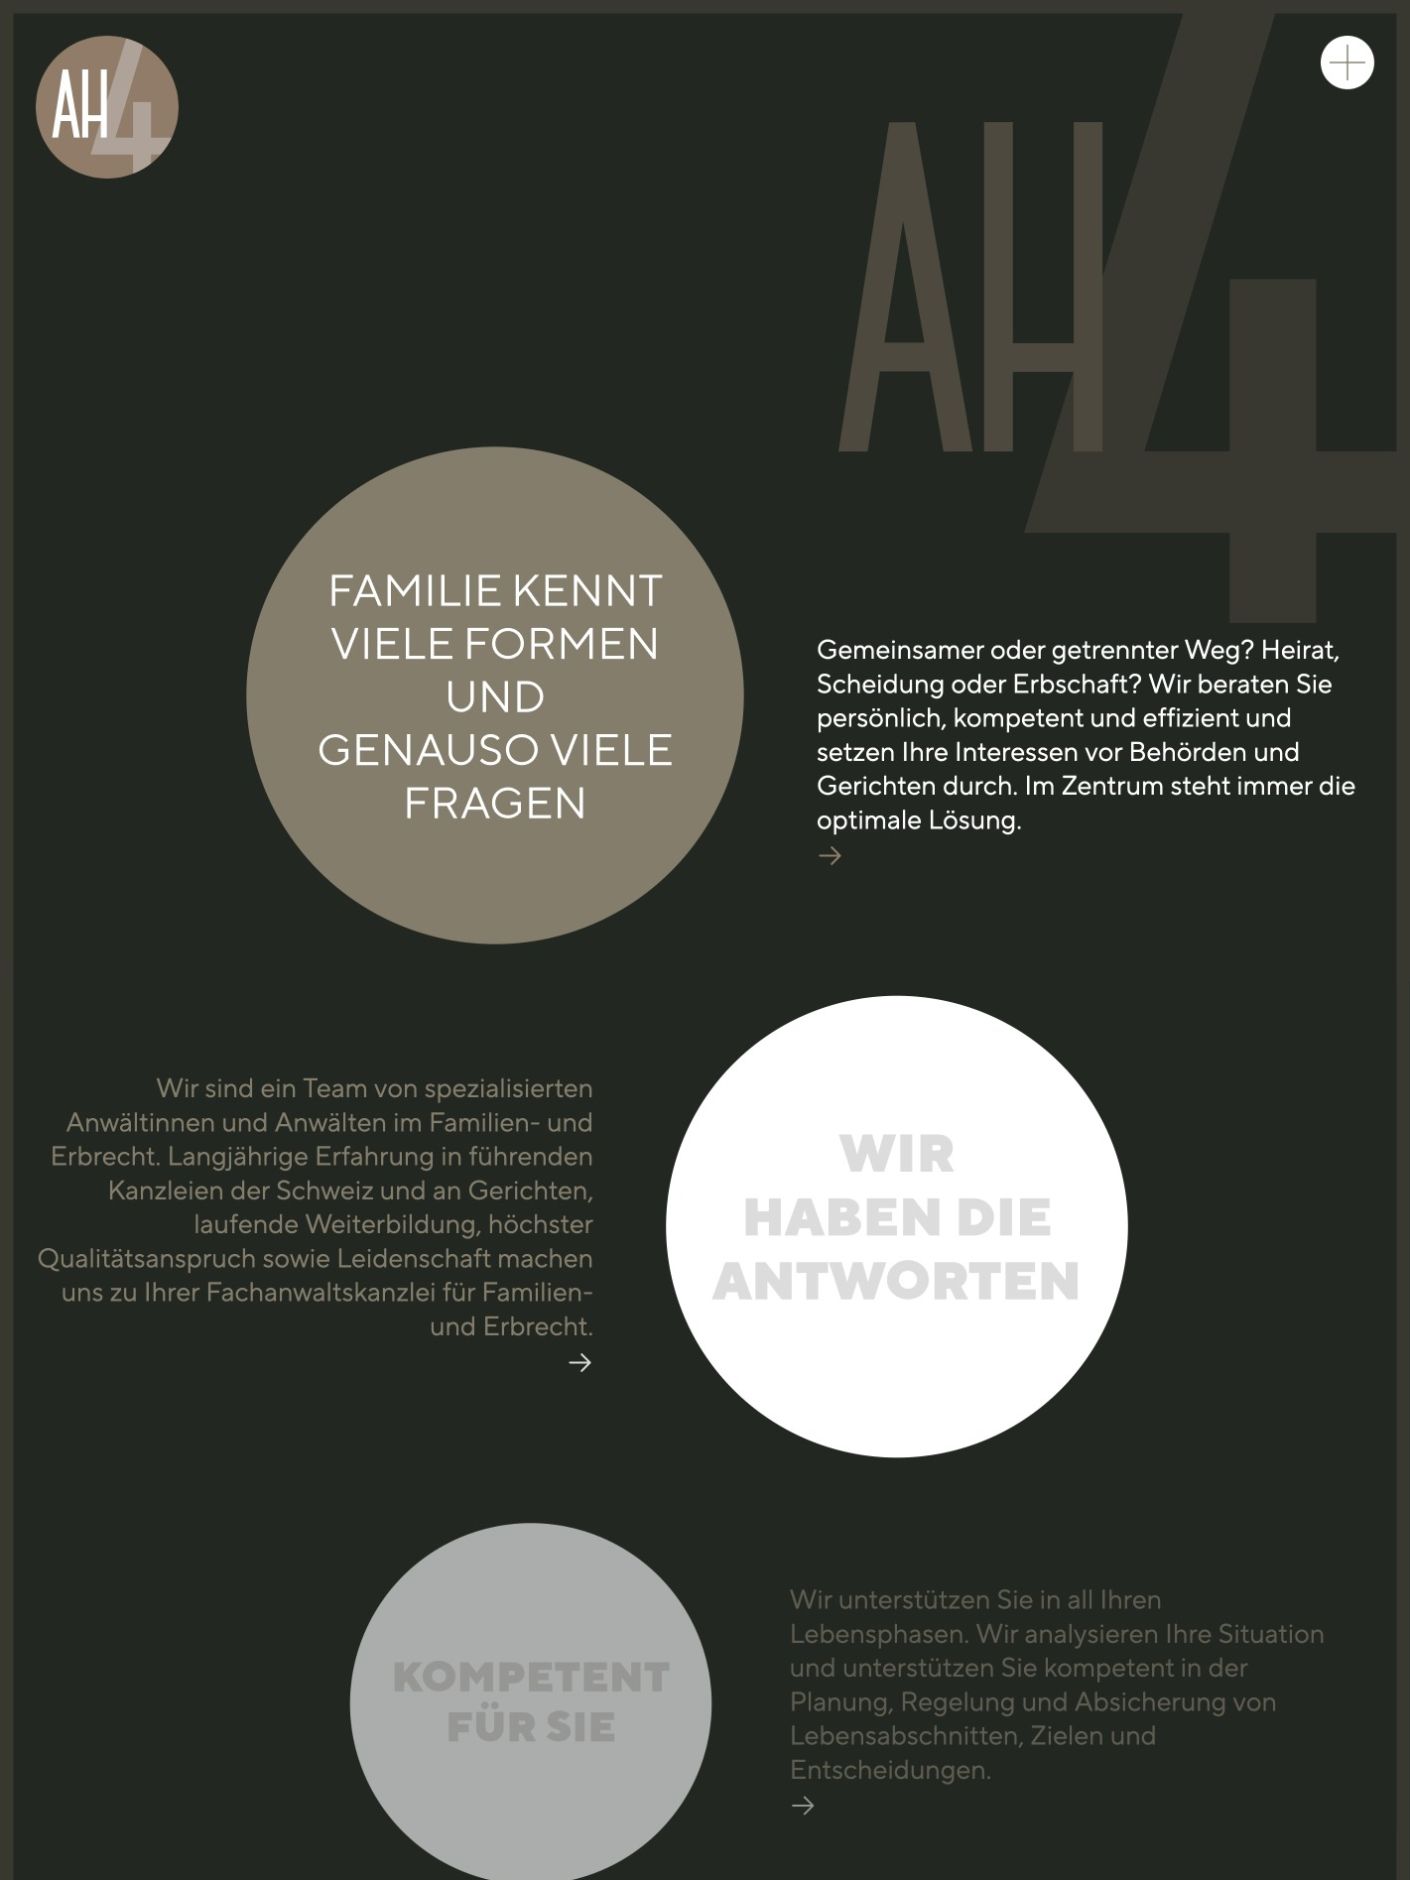 AH4
AH4
FAMILIE KENNT
VIELE FORMEN
UND
GENAUSO VIELE
FRAGEN
Gemeinsamer oder getrennter Weg? Heirat,
Scheidung oder Erbschaft? Wir beraten Sie
persönlich, kompetent und effizient und
setzen Ihre Interessen vor Behörden und
Gerichten durch. Im Zentrum steht immer die
optimale Lösung.
→
Wir sind ein Team von spezialisierten
Anwältinnen und Anwälten im Familien- und
Erbrecht. Langjährige Erfahrung in führenden
Kanzleien der Schweiz und an Gerichten,
laufende Weiterbildung, höchster
Qualitätsanspruch sowie Leidenschaft machen
uns zu Ihrer Fachanwaltskanzlei für Familien-
und Erbrecht.
→
WIR
HABEN DIE
ANTWORTEN
KOMPETENT
FÜR SIE
Wir unterstützen Sie in all Ihren
Lebensphasen. Wir analysieren Ihre Situation
und unterstützen Sie kompetent in der
Planung, Regelung und Absicherung von
Lebensabschnitten, Zielen und
Entscheidungen.
→